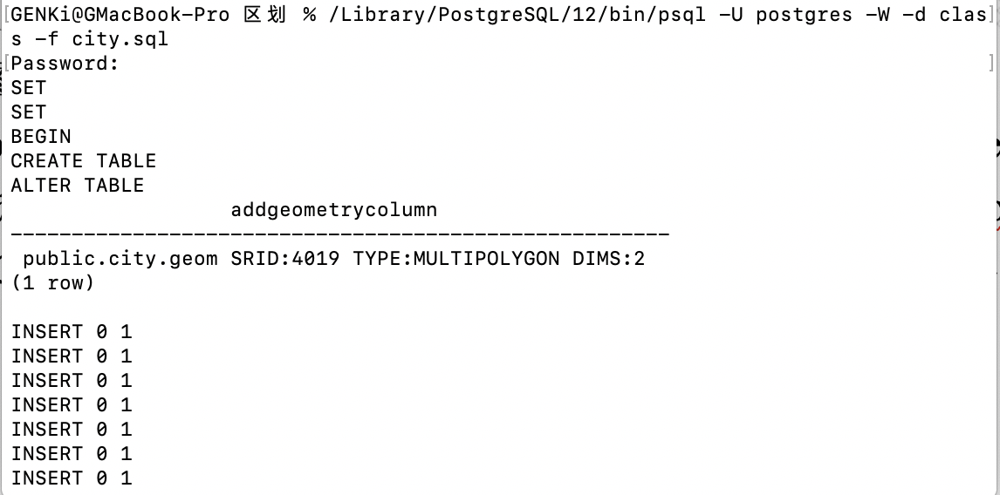 [GENKi@GMacBook-Pro 区划 % /Library/PostgreSQL/12/bin/psql -U postgres -W -d clas]
s -f city.sql
[Password: ]
SET
SET
BEGIN
CREATE TABLE
ALTER TABLE
addgeometrycolumn
------------------------------------------------------
public.city.geom SRID:4019 TYPE:MULTIPOLYGON DIMS:2
(1 row)
INSERT 0 1
INSERT 0 1
INSERT 0 1
INSERT 0 1
INSERT 0 1
INSERT 0 1
INSERT 0 1